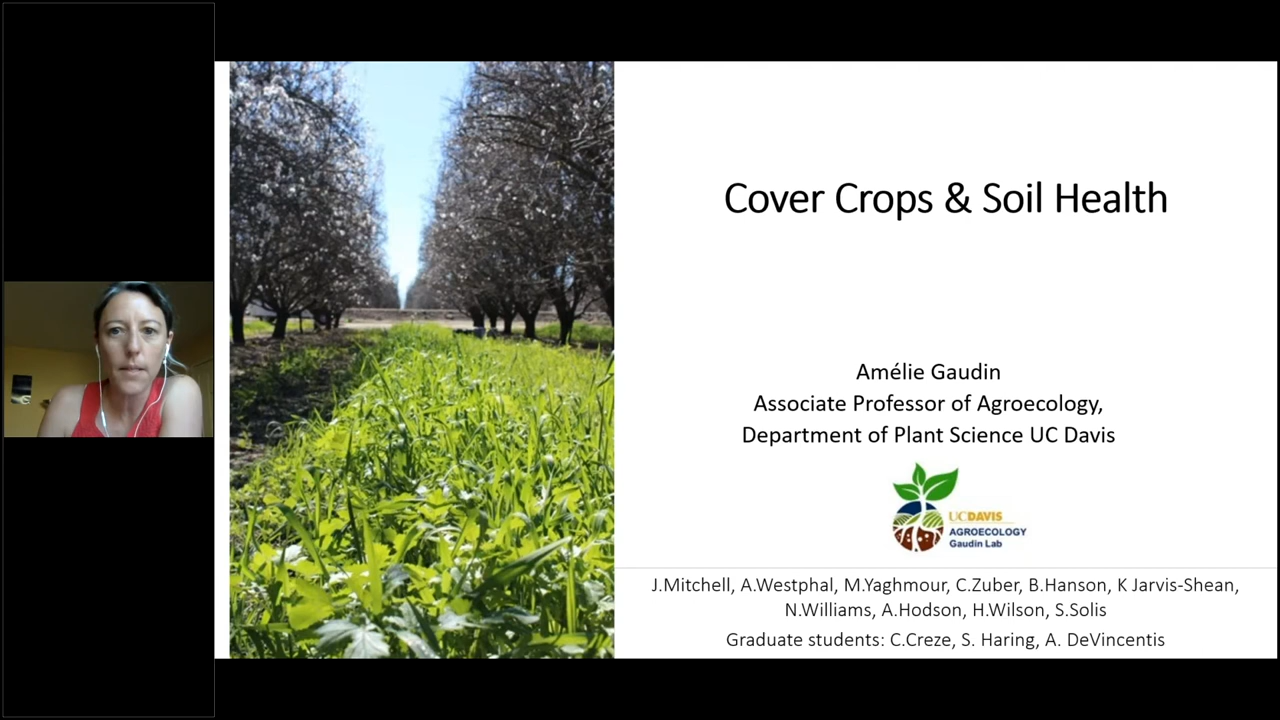 Cover Crops & Soil Health
Amélie Gaudin
Associate Professor of Agroecology,
Department of Plant Science UC Davis
UCDAVIS
AGROECOLOGY
Gaudin Lab
J.Mitchell, A.Westphal, M.Yaghmour, C.Zuber, B.Hanson, K Jarvis-Shean,
N.Williams, A.Hodson, H.Wilson, S.Solis
Graduate students: C.Creze, S. Haring, A. DeVincentis